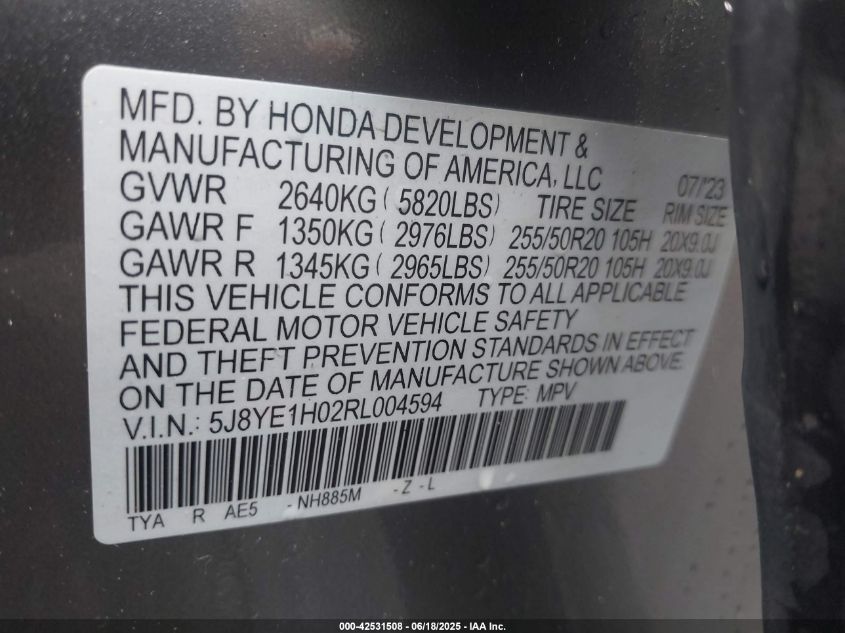 MFD. BY HONDA DEVELOPMENT &
MANUFACTURING OF AMERICA, LLC 07/'23
GVWR 2640KG ( 5820LBS) TIRE SIZE RIM SIZE
GAWR F 1350KG ( 2976LBS) 255/50R20 105H 20X9.0J
GAWR R 1345KG ( 2965LBS) 255/50R20 105H 20X9.0J
THIS VEHICLE CONFORMS TO ALL APPLICABLE
FEDERAL MOTOR VEHICLE SAFETY
AND THEFT PREVENTION STANDARDS IN EFFECT
ON THE DATE OF MANUFACTURE SHOWN ABOVE.
V.I.N.: 5J8YE1H02RL004594 TYPE: MPV
TYA R AE5 - NH885M - Z - L
000-42531508 - 06/18/2025 - IAA Inc.